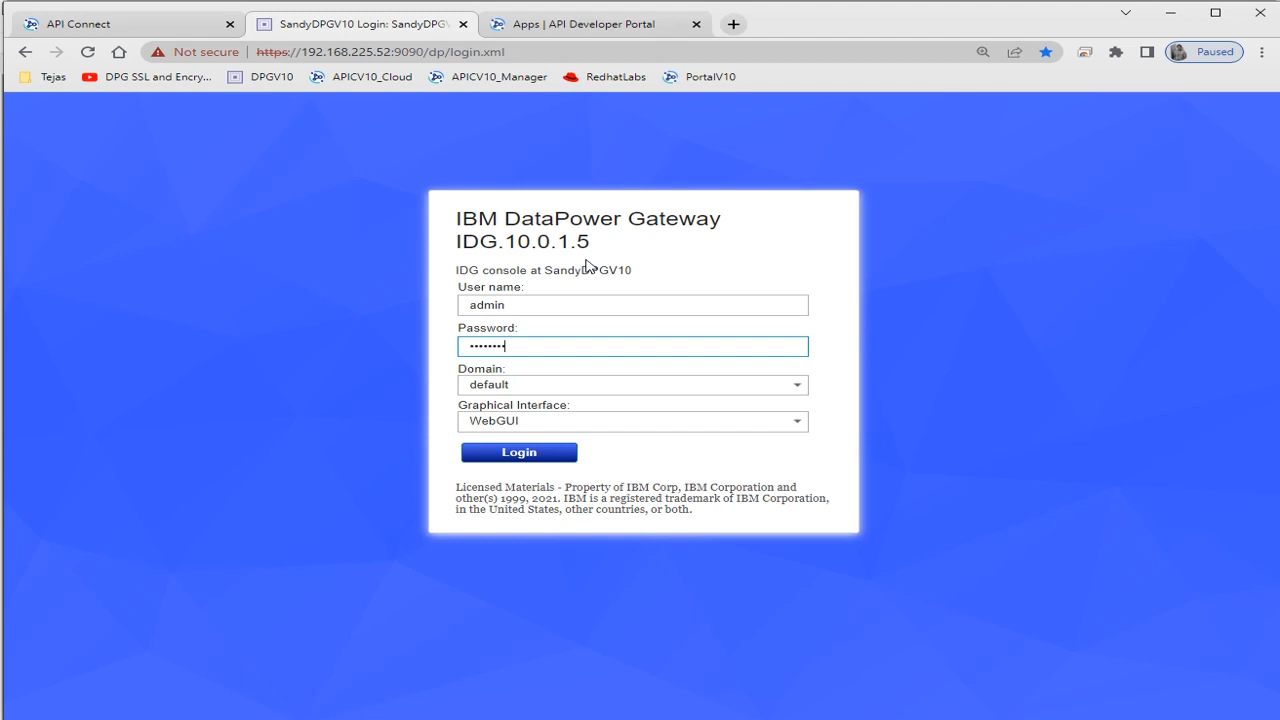 API Connect
SandyDPGV10 Login: SandyDPG
Apps | API Developer Portal
Not secure https://192.168.225.52:9090/dp/login.xml
Paused
Tejas DPG SSL and Encry... DPGV10 APICV10_Cloud APICV10_Manager RedhatLabs PortalV10
IBM DataPower Gateway
IDG.10.0.1.5
IDG console at SandyDPGV10
User name:
admin
Password:
••••••••
Domain:
default
Graphical Interface:
WebGUI
Login
Licensed Materials - Property of IBM Corp, IBM Corporation and
other(s) 1999, 2021. IBM is a registered trademark of IBM Corporation,
in the United States, other countries, or both.